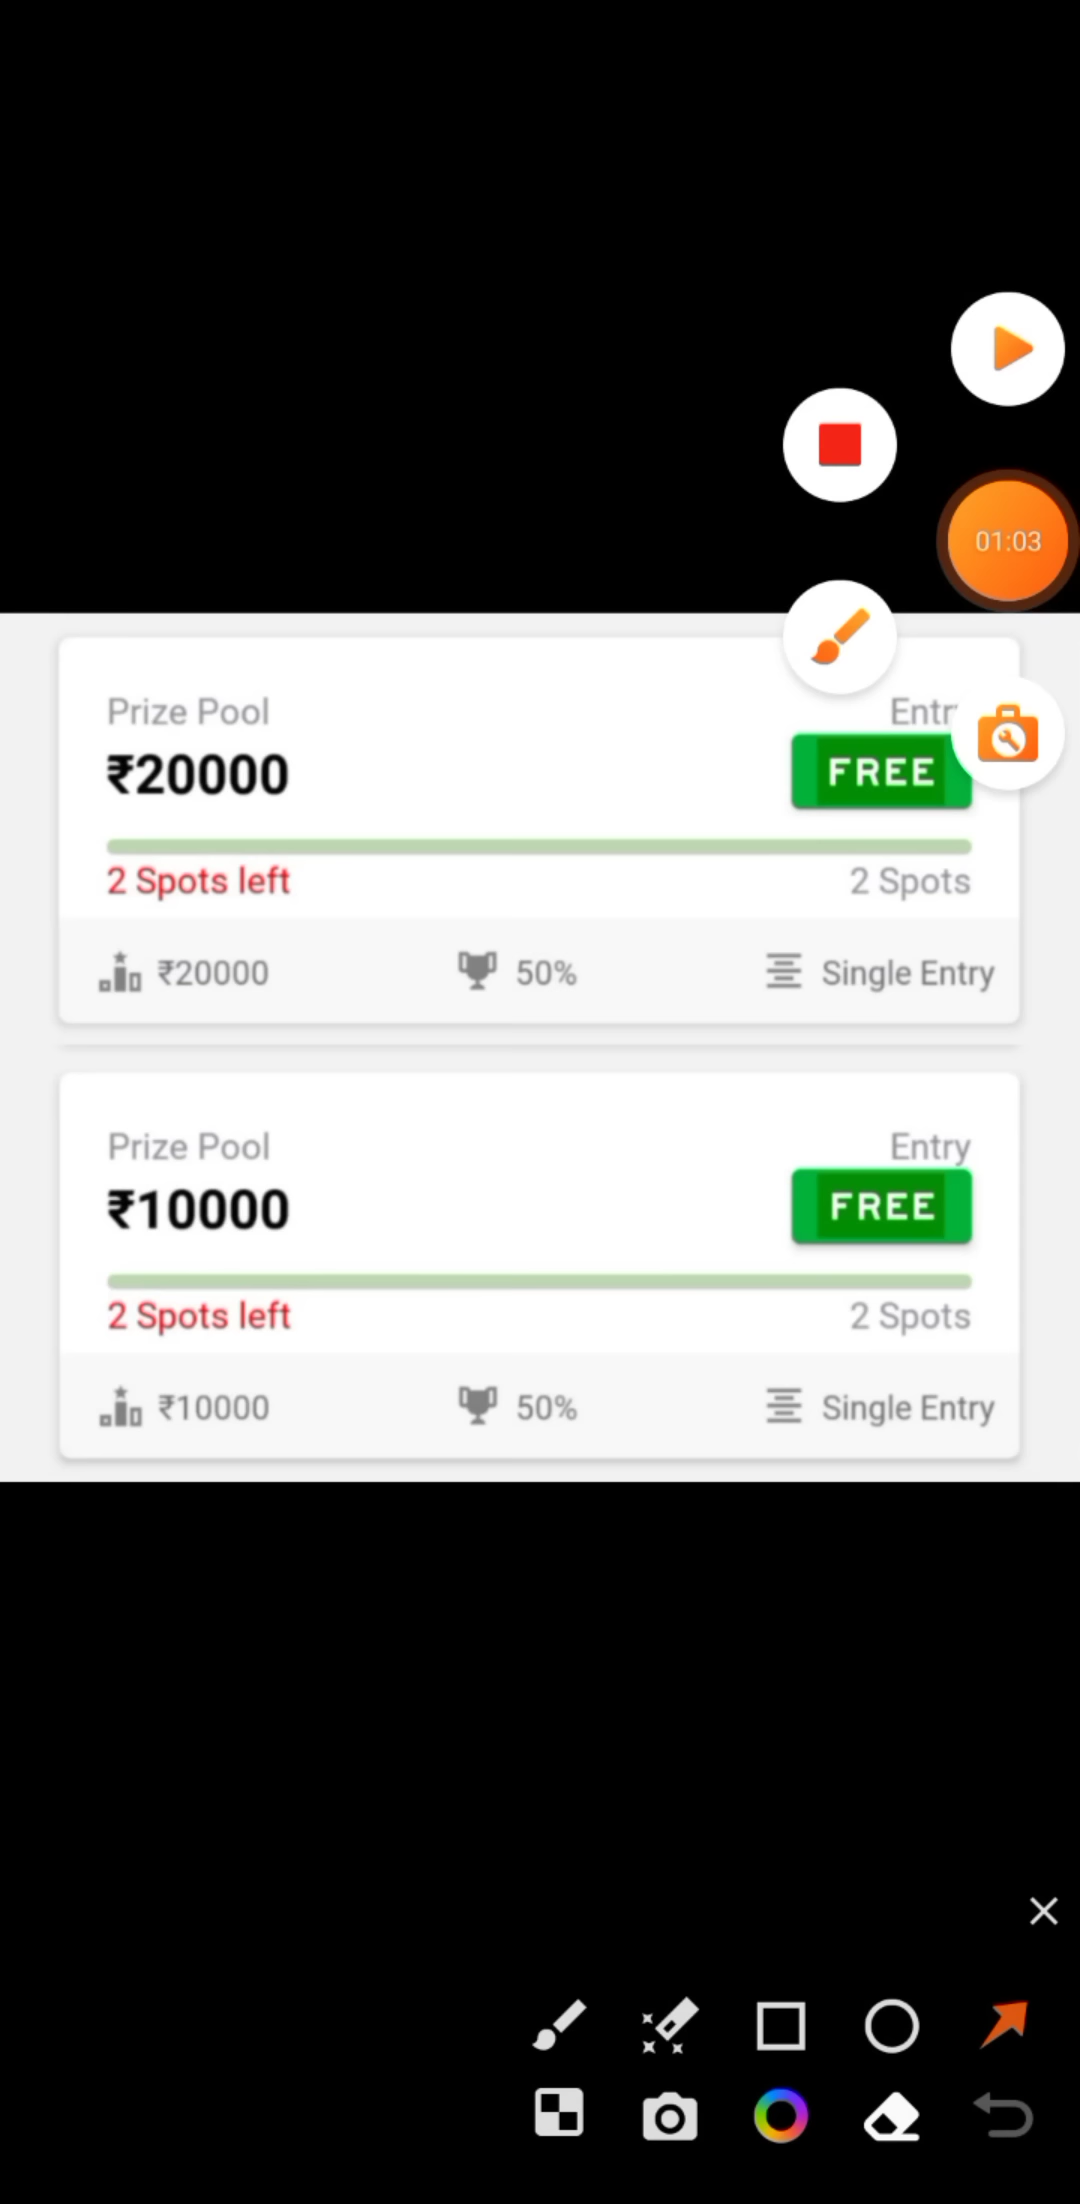 01:03
Prize Pool
Entr
₹20000
FREE
2 Spots left
2 Spots
₹20000
50%
Single Entry
Prize Pool
Entry
₹10000
FREE
2 Spots left
2 Spots
₹10000
50%
Single Entry